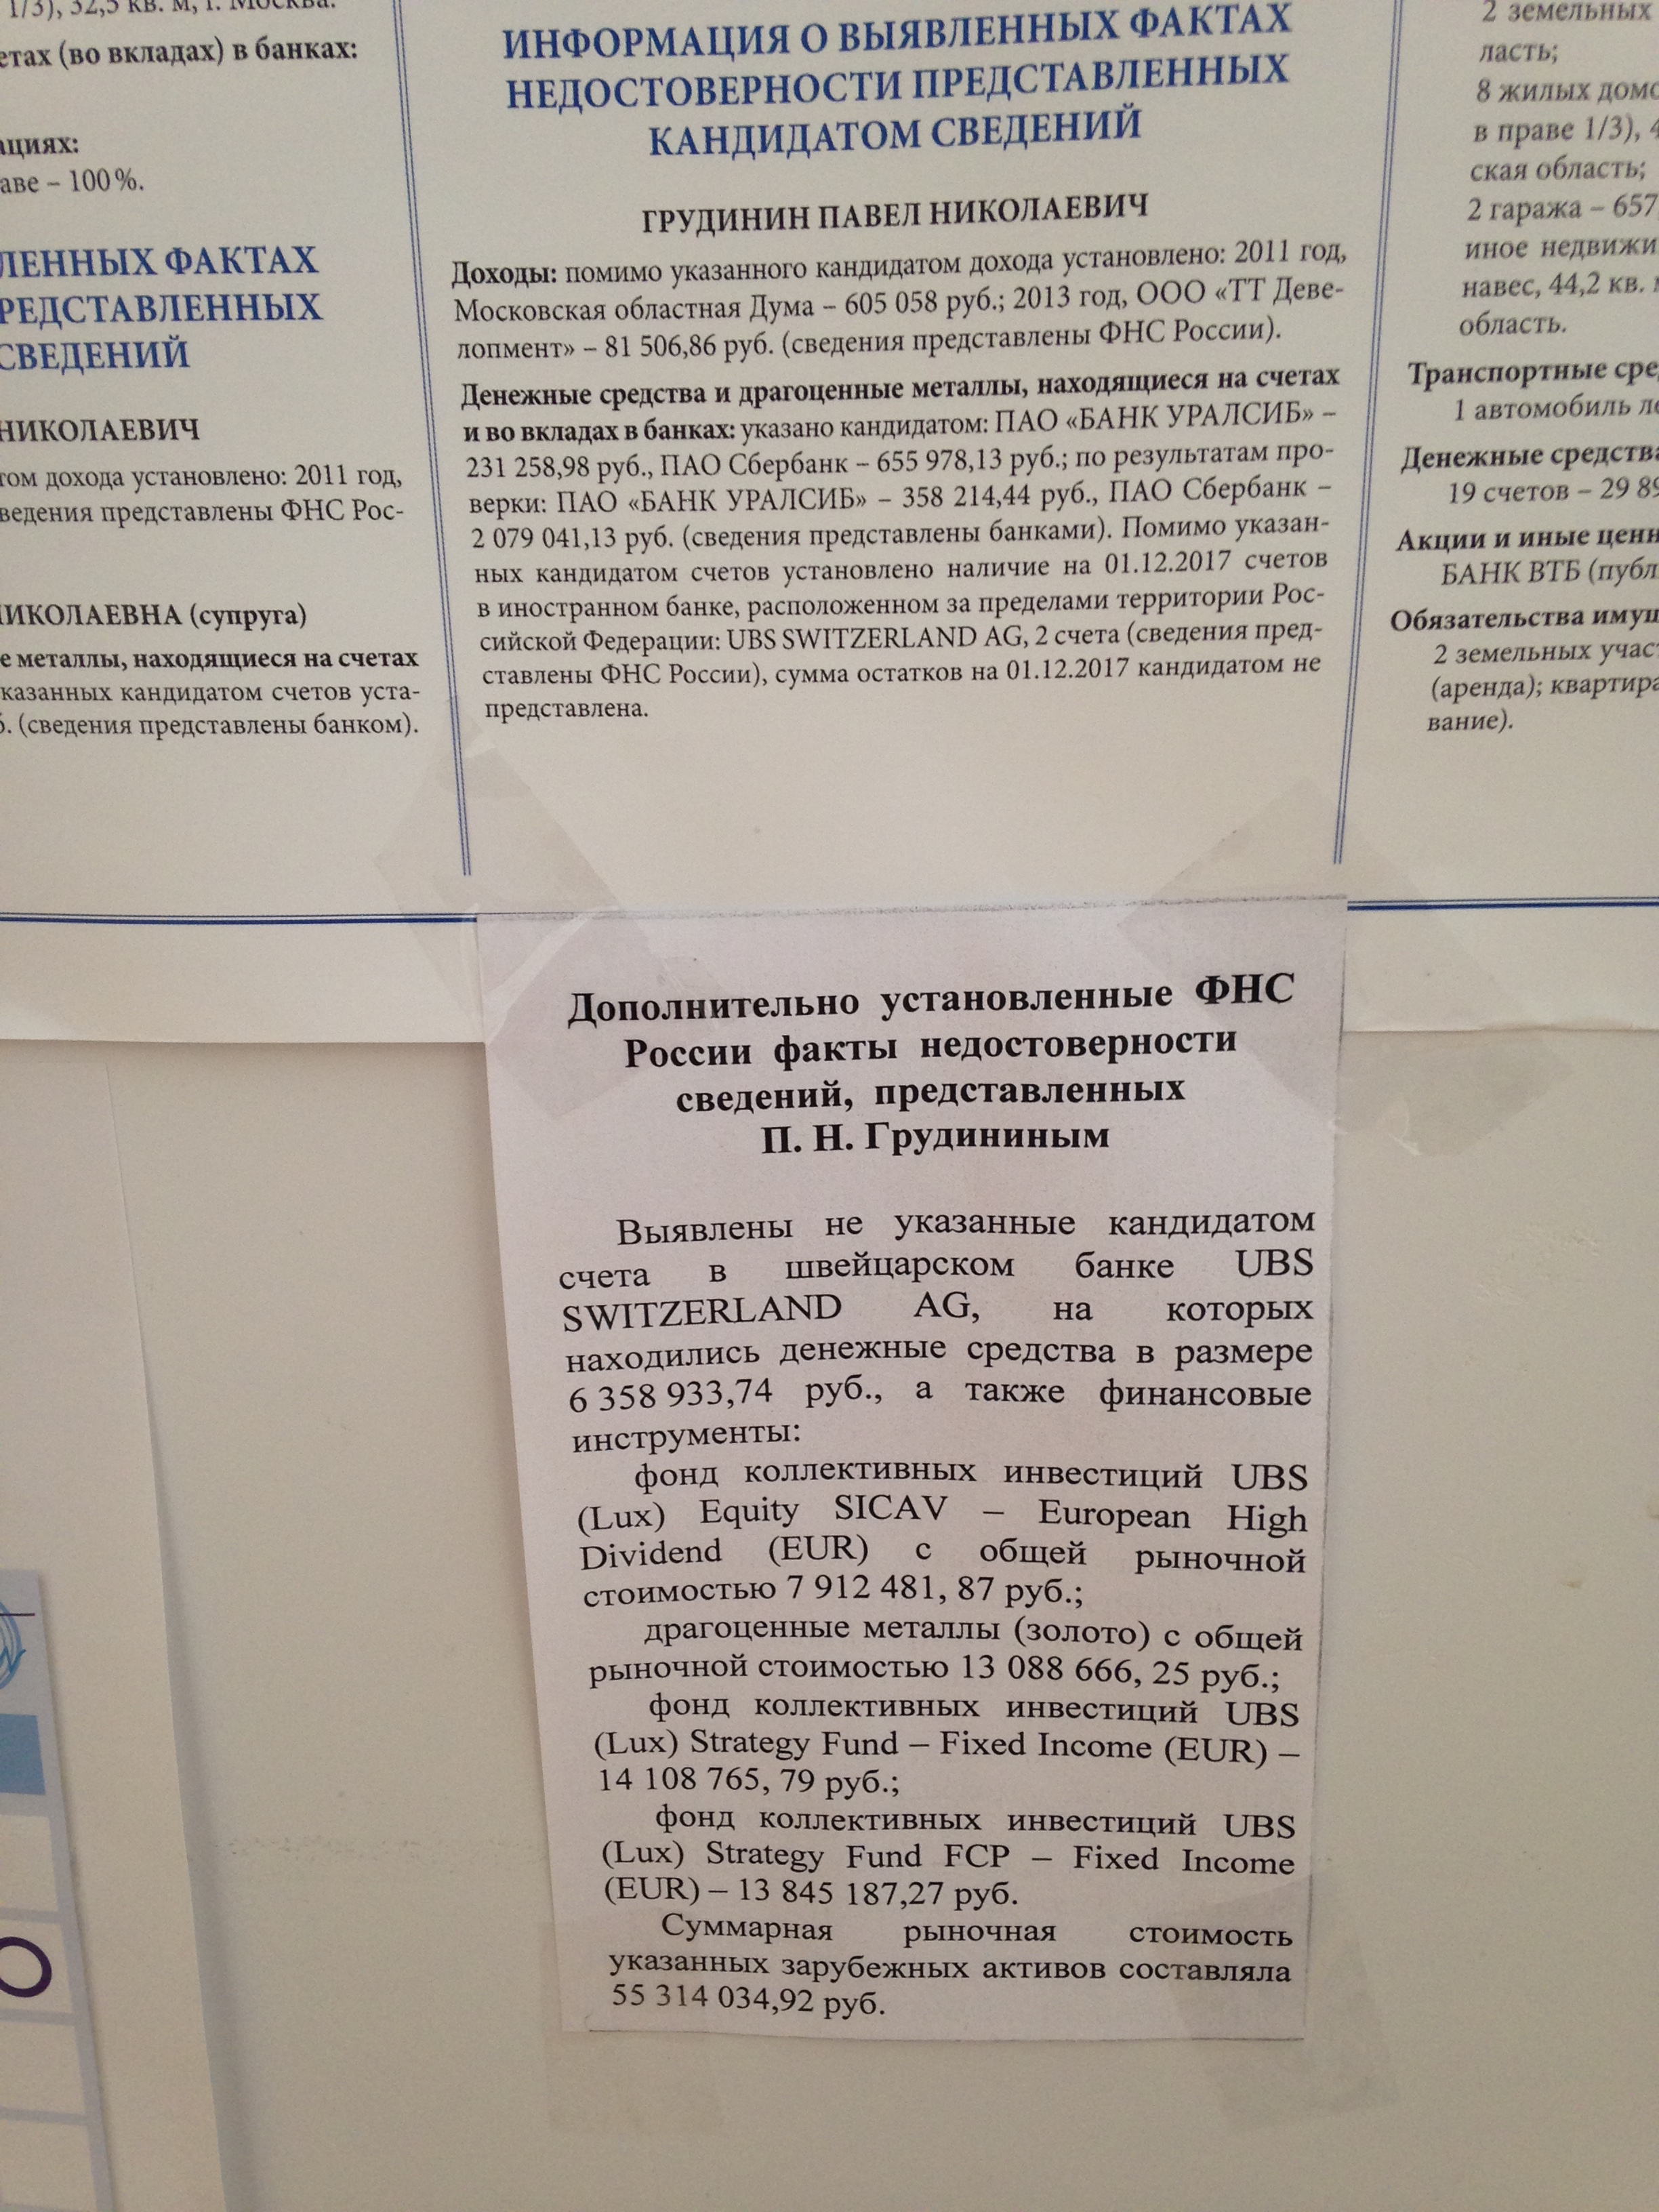 1/3), 32,5 кв. м, г. Москва.
етах (во вкладах) в банках:
ациях:
аве – 100 %.
ЛЕННЫХ ФАКТАХ
РЕДСТАВЛЕННЫХ
СВЕДЕНИЙ
НИКОЛАЕВИЧ
том дохода установлено: 2011 год,
ведения представлены ФНС Рос-
ИКОЛАЕВНА (супруга)
е металлы, находящиеся на счетах
казанных кандидатом счетов уста-
б. (сведения представлены банком).
ИНФОРМАЦИЯ О ВЫЯВЛЕННЫХ ФАКТАХ
НЕДОСТОВЕРНОСТИ ПРЕДСТАВЛЕННЫХ
КАНДИДАТОМ СВЕДЕНИЙ
ГРУДИНИН ПАВЕЛ НИКОЛАЕВИЧ
Доходы: помимо указанного кандидатом дохода установлено: 2011 год,
Московская областная Дума – 605 058 руб.; 2013 год, ООО «ТТ Деве-
лопмент» – 81 506,86 руб. (сведения представлены ФНС России).
Денежные средства и драгоценные металлы, находящиеся на счетах
и во вкладах в банках: указано кандидатом: ПАО «БАНК УРАЛСИБ» –
231 258,98 руб., ПАО Сбербанк – 655 978,13 руб.; по результатам про-
верки: ПАО «БАНК УРАЛСИБ» – 358 214,44 руб., ПАО Сбербанк –
2 079 041,13 руб. (сведения представлены банками). Помимо указан-
ных кандидатом счетов установлено наличие на 01.12.2017 счетов
в иностранном банке, расположенном за пределами территории Рос-
сийской Федерации: UBS SWITZERLAND AG, 2 счета (сведения пред-
ставлены ФНС России), сумма остатков на 01.12.2017 кандидатом не
представлена.
2 земельных
ласть;
8 жилых домо
в праве 1/3), 4
ская область;
2 гаража – 657,
иное недвижи
навес, 44,2 кв. м
область.
Транспортные сре
1 автомобиль ле
Денежные средства
19 счетов – 29 89
Акции и иные ценн
БАНК ВТБ (публ
Обязательства имущ
2 земельных участ
(аренда); квартира
вание).
Дополнительно установленные ФНС
России факты недостоверности
сведений, представленных
П. Н. Грудининым
Выявлены не указанные кандидатом
счета в швейцарском банке UBS
SWITZERLAND AG, на которых
находились денежные средства в размере
6 358 933,74 руб., а также финансовые
инструменты:
фонд коллективных инвестиций UBS
(Lux) Equity SICAV – European High
Dividend (EUR) с общей рыночной
стоимостью 7 912 481, 87 руб.;
драгоценные металлы (золото) с общей
рыночной стоимостью 13 088 666, 25 руб.;
фонд коллективных инвестиций UBS
(Lux) Strategy Fund – Fixed Income (EUR) –
14 108 765, 79 руб.;
фонд коллективных инвестиций UBS
(Lux) Strategy Fund FCP – Fixed Income
(EUR) – 13 845 187,27 руб.
Суммарная рыночная стоимость
указанных зарубежных активов составляла
55 314 034,92 руб.